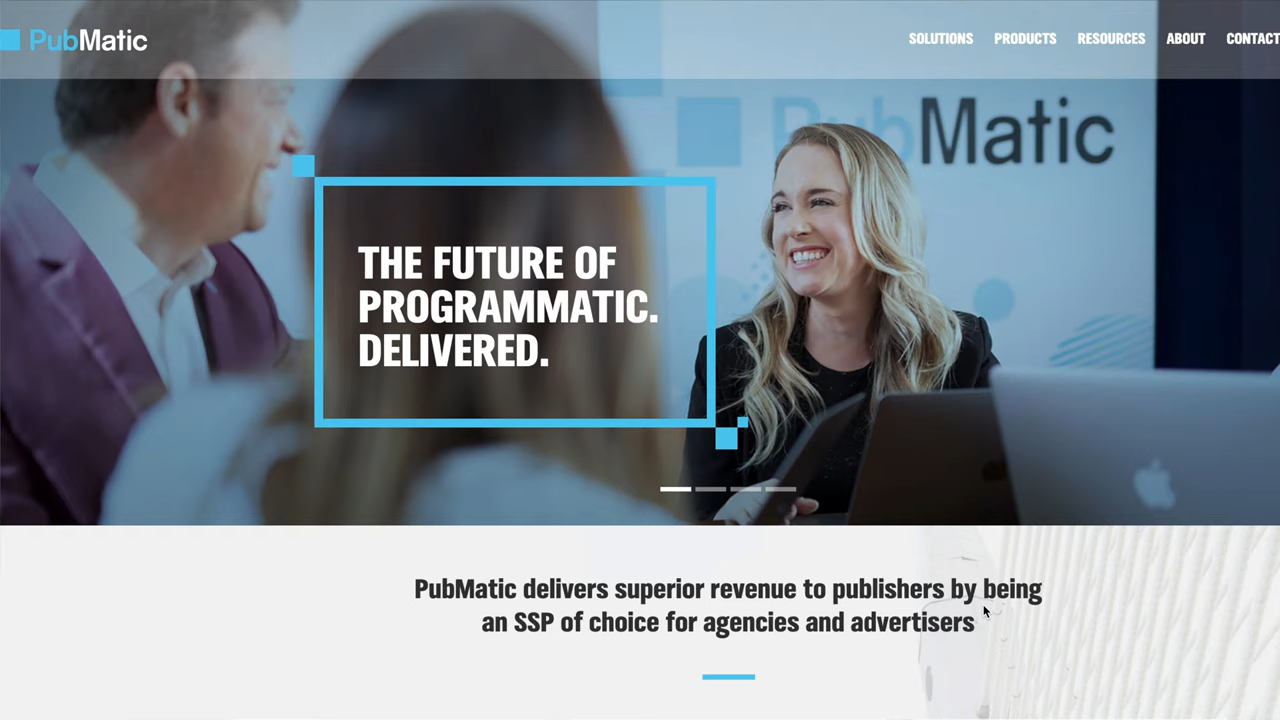 PubMatic
SOLUTIONS PRODUCTS RESOURCES ABOUT CONTACT
PubMatic
THE FUTURE OF
PROGRAMMATIC.
DELIVERED.
PubMatic delivers superior revenue to publishers by being
an SSP of choice for agencies and advertisers